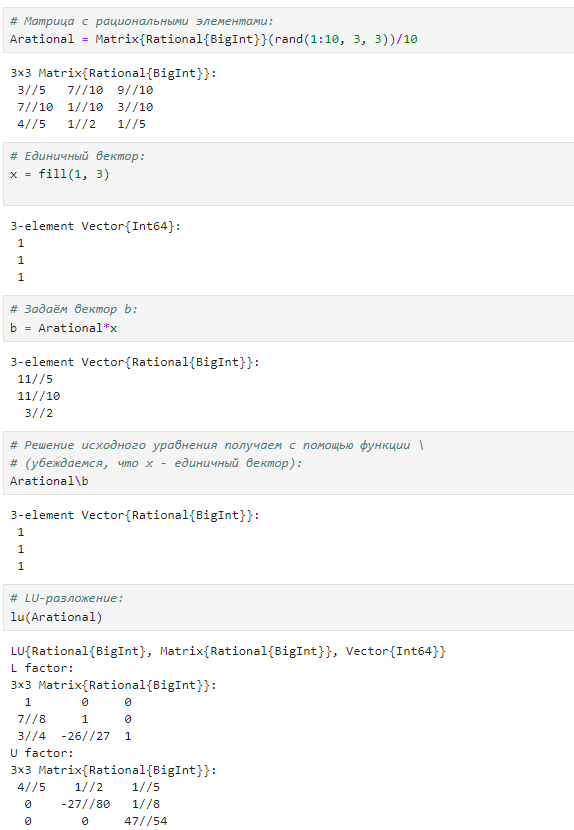 # Матрица с рациональными элементами:
Arational = Matrix{Rational{BigInt}}(rand(1:10, 3, 3))/10
3×3 Matrix{Rational{BigInt}}:
3//5 7//10 9//10
7//10 1//10 3//10
4//5 1//2 1//5
# Единичный вектор:
x = fill(1, 3)
3-element Vector{Int64}:
1
1
1
# Задаём вектор b:
b = Arational*x
3-element Vector{Rational{BigInt}}:
11//5
11//10
3//2
# Решение исходного уравнения получаем с помощью функции \
# (убеждаемся, что x - единичный вектор):
Arational\b
3-element Vector{Rational{BigInt}}:
1
1
1
# LU-разложение:
lu(Arational)
LU{Rational{BigInt}, Matrix{Rational{BigInt}}, Vector{Int64}}
L factor:
3×3 Matrix{Rational{BigInt}}:
1 0 0
7//8 1 0
3//4 -26//27 1
U factor:
3×3 Matrix{Rational{BigInt}}:
4//5 1//2 1//5
0 -27//80 1//8
0 0 47//54